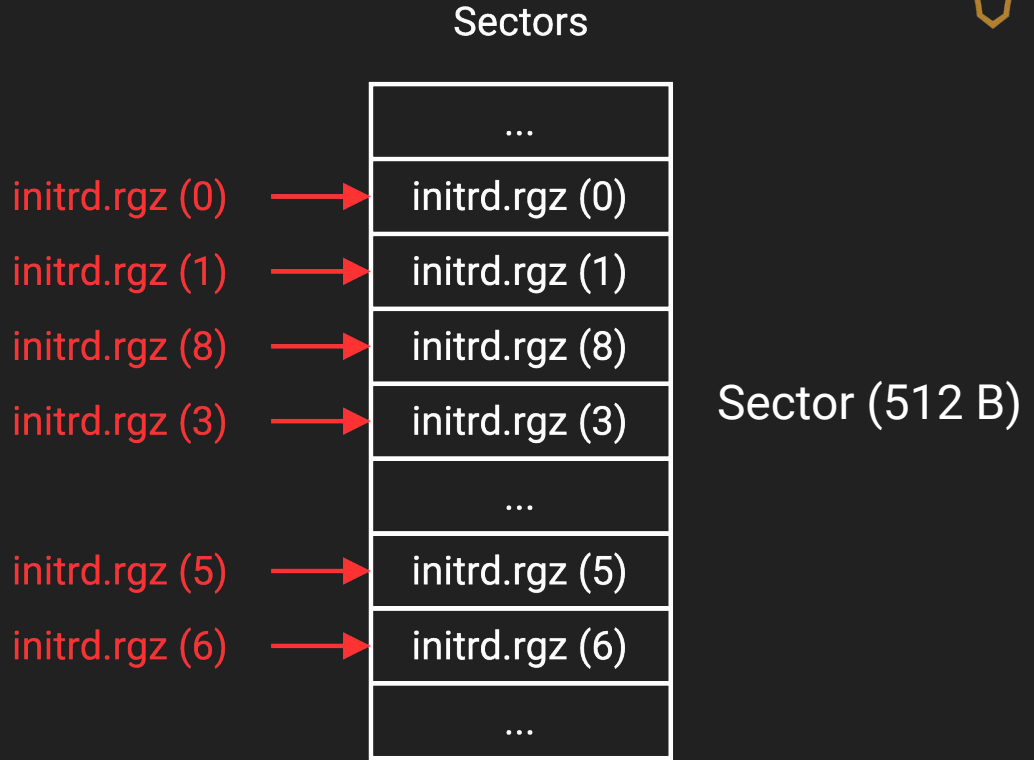 Sectors
...
initrd.rgz (0) initrd.rgz (0)
initrd.rgz (1) initrd.rgz (1)
initrd.rgz (8) initrd.rgz (8)
initrd.rgz (3) initrd.rgz (3)
Sector (512 B)
...
initrd.rgz (5) initrd.rgz (5)
initrd.rgz (6) initrd.rgz (6)
...